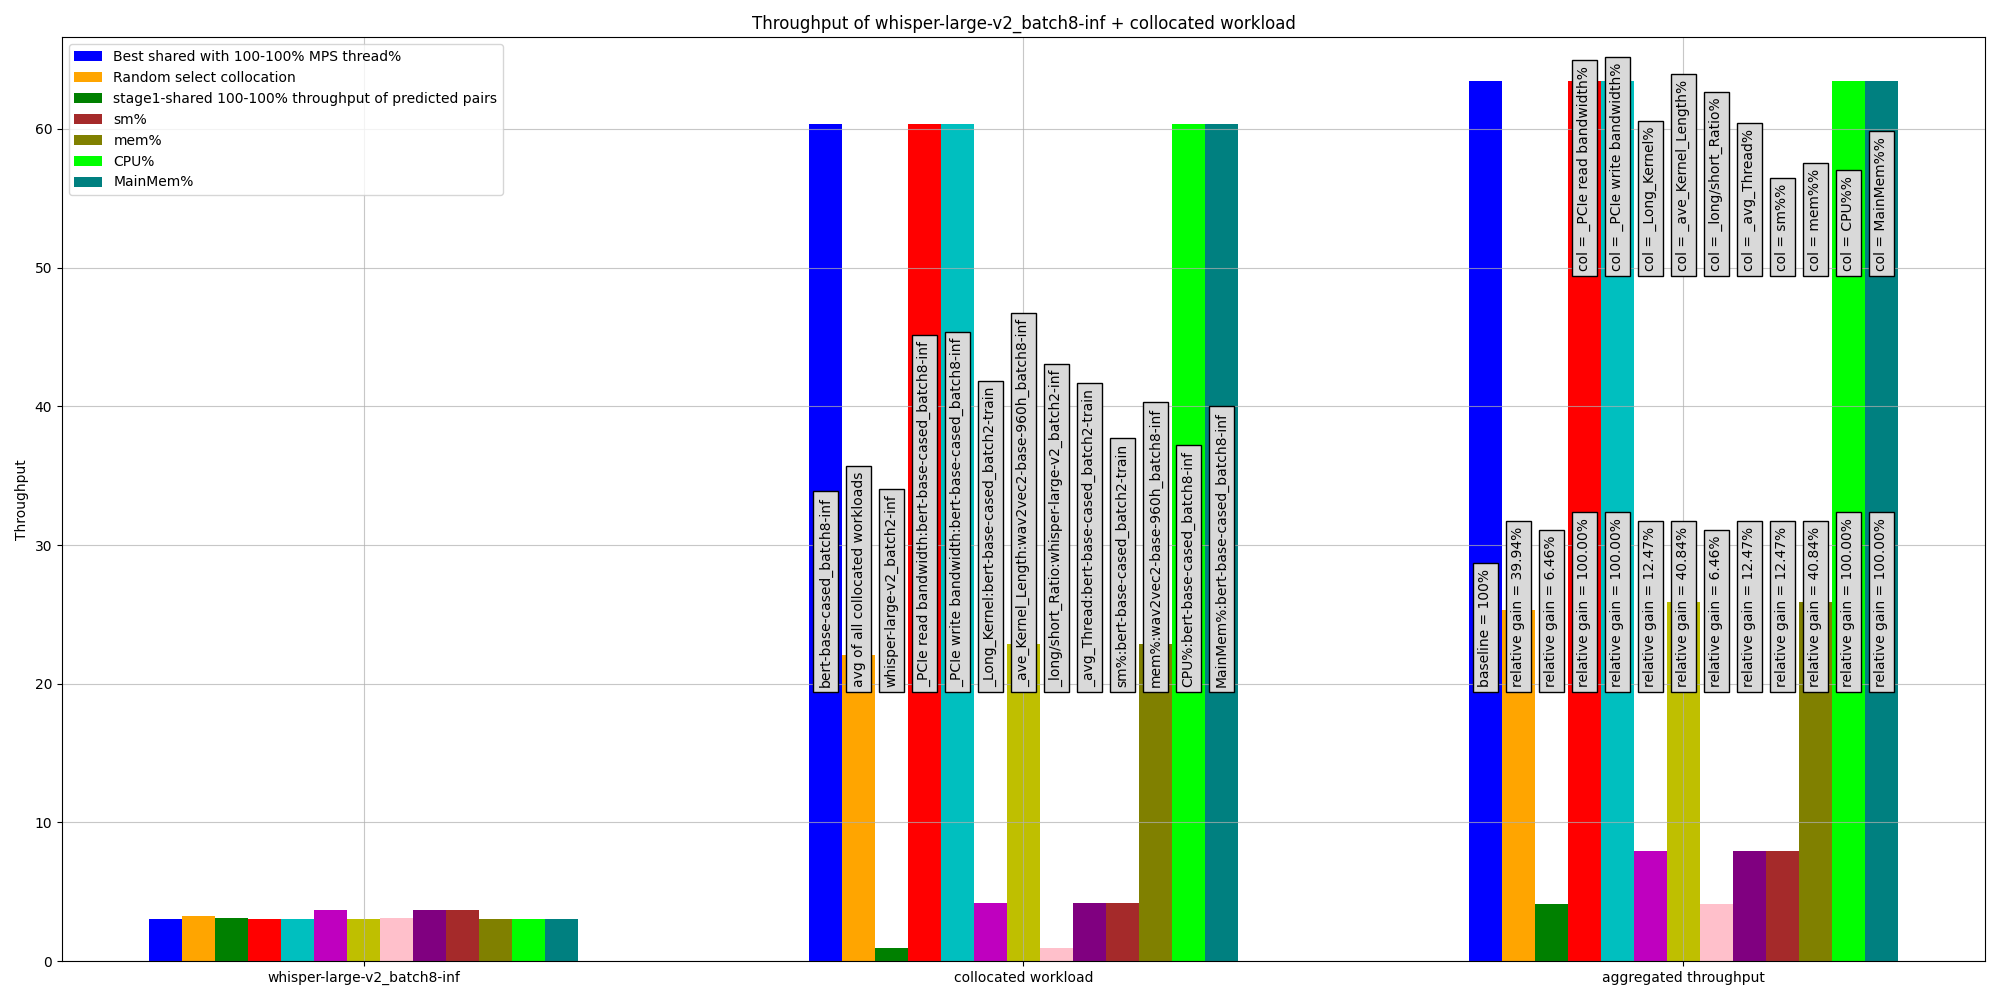 Throughput of whisper-large-v2_batch8-inf + collocated workload
Best shared with 100-100% MPS thread%
Random select collocation
stage1-shared 100-100% throughput of predicted pairs
sm%
mem%
CPU%
MainMem%
Throughput
60
50
40
30
20
10
0
bert-base-cased_batch8-inf
avg of all collocated workloads
whisper-large-v2_batch2-inf
_PCIe read bandwidth:bert-base-cased_batch8-inf
_PCIe write bandwidth:bert-base-cased_batch8-inf
_Long_Kernel:bert-base-cased_batch2-train
_ave_Kernel_Length:wav2vec2-base-960h_batch8-inf
_long/short_Ratio:whisper-large-v2_batch2-inf
_avg_Thread:bert-base-cased_batch2-train
sm%:bert-base-cased_batch2-train
mem%:wav2vec2-base-960h_batch8-inf
CPU%:bert-base-cased_batch8-inf
MainMem%:bert-base-cased_batch8-inf
col = _PCIe read bandwidth%
col = _PCIe write bandwidth%
col = _Long_Kernel%
col = _ave_Kernel_Length%
col = _long/short_Ratio%
col = _avg_Thread%
col = sm%%
col = mem%%
col = CPU%%
col = MainMem%%
baseline = 100%
relative gain = 39.94%
relative gain = 6.46%
relative gain = 100.00%
relative gain = 100.00%
relative gain = 12.47%
relative gain = 40.84%
relative gain = 6.46%
relative gain = 12.47%
relative gain = 12.47%
relative gain = 40.84%
relative gain = 100.00%
relative gain = 100.00%
whisper-large-v2_batch8-inf
collocated workload
aggregated throughput